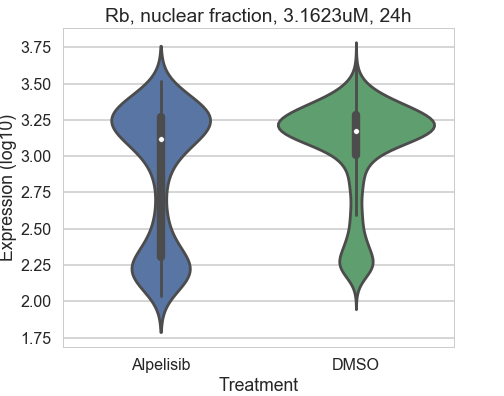 Rb, nuclear fraction, 3.1623uM, 24h
Expression (log10)
3.75
3.50
3.25
3.00
2.75
2.50
2.25
2.00
1.75
Alpelisib DMSO
Treatment